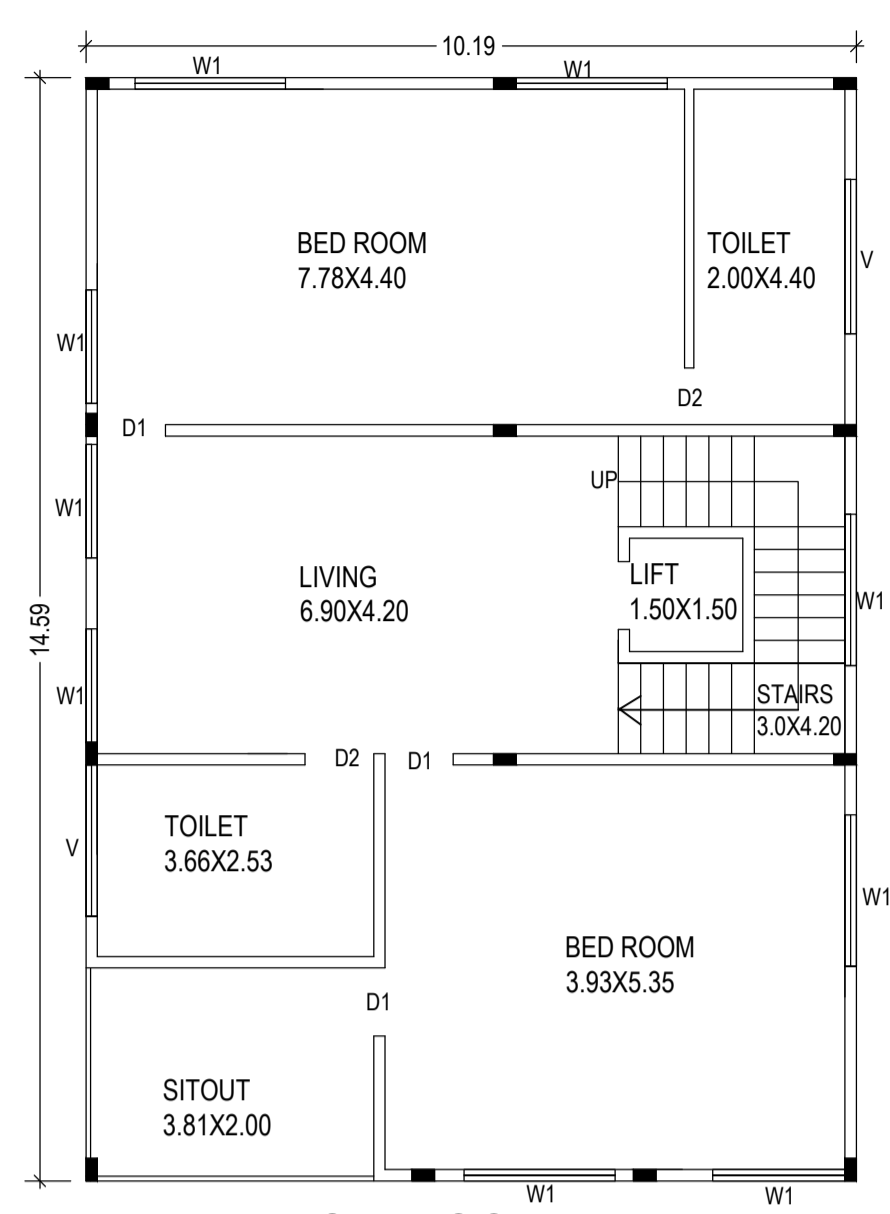 10.19
W1
W1
BED ROOM
7.78X4.40
TOILET
2.00X4.40
V
W1
D2
D1
UP
W1
LIVING
6.90X4.20
LIFT
1.50X1.50
W1
14.59
W1
STAIRS
3.0X4.20
D2
D1
TOILET
3.66X2.53
V
W1
BED ROOM
3.93X5.35
D1
SITOUT
3.81X2.00
W1
W1